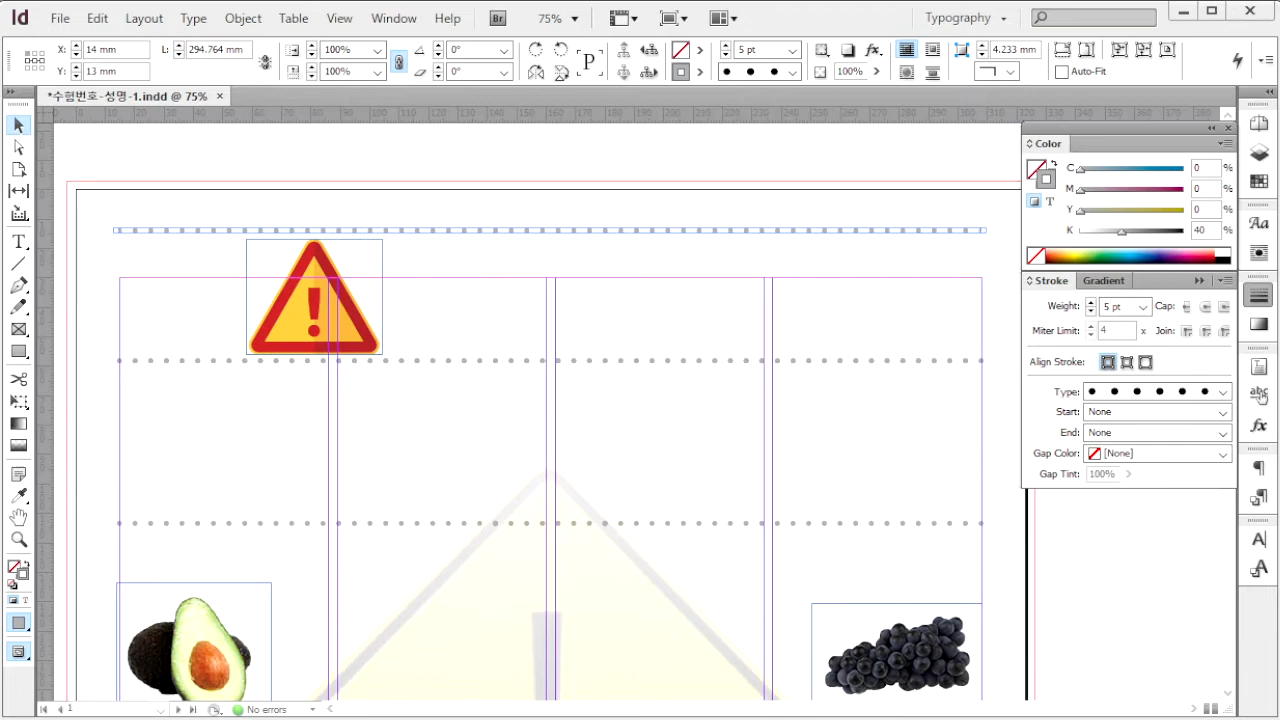 Id File Edit Layout Type Object Table View Window Help Br 75% Typography
X: 14 mm L: 294.764 mm 100% 0° P 5 pt fx. 4.233 mm
Y: 13 mm 100% 0° 100% Auto-Fit
*수험번호-성명-1.indd @ 75% ×
Color
C 0 %
M 0 %
Y 0 %
K 40 %
T
Stroke Gradient
Weight: 5 pt Cap:
Miter Limit: 4 x Join:
Align Stroke:
Type:
Start: None
End: None
Gap Color: [None]
Gap Tint: 100%
!
1 No errors